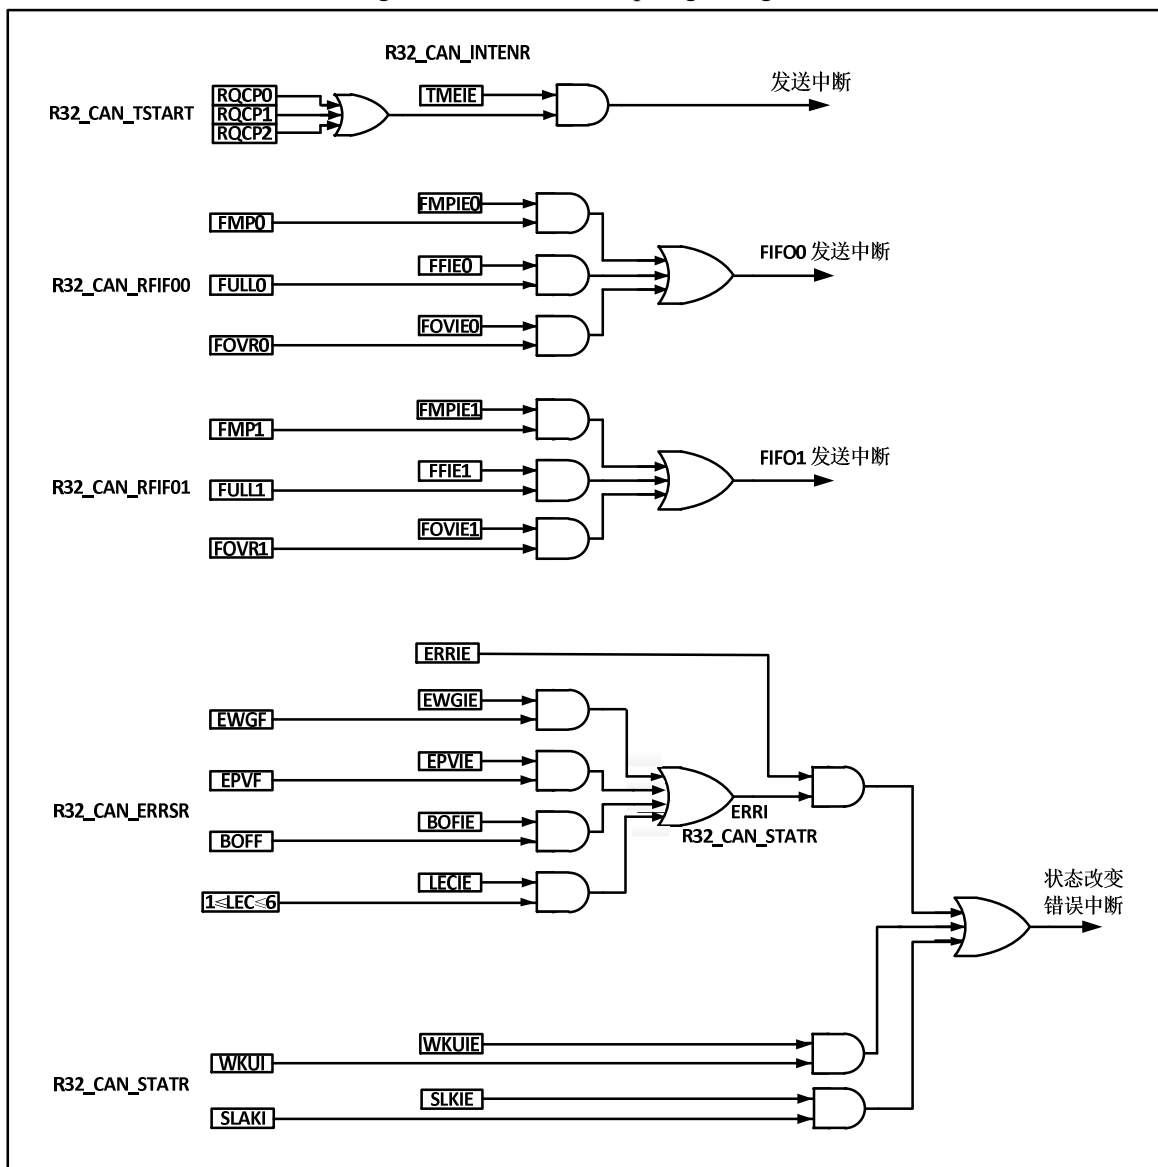 R32_CAN_INTENR
发送中断
RQCP0
TMEIE
R32_CAN_TSTART
RQCP1
RQCP2
FMPIE0
FMP0
FIFO0 发送中断
FFIE0
R32_CAN_RFIF00
FULL0
FOVIE0
FOVR0
FMPIE1
FMP1
FIFO1 发送中断
FFIE1
R32_CAN_RFIF01
FULL1
FOVIE1
FOVR1
ERRIE
EWGIE
EWGF
EPVIE
EPVF
R32_CAN_ERRSR
ERRI
BOFIE
R32_CAN_STATR
BOFF
LECIE
1≤LEC≤6
状态改变
错误中断
WKUIE
WKUI
R32_CAN_STATR
SLKIE
SLAKI